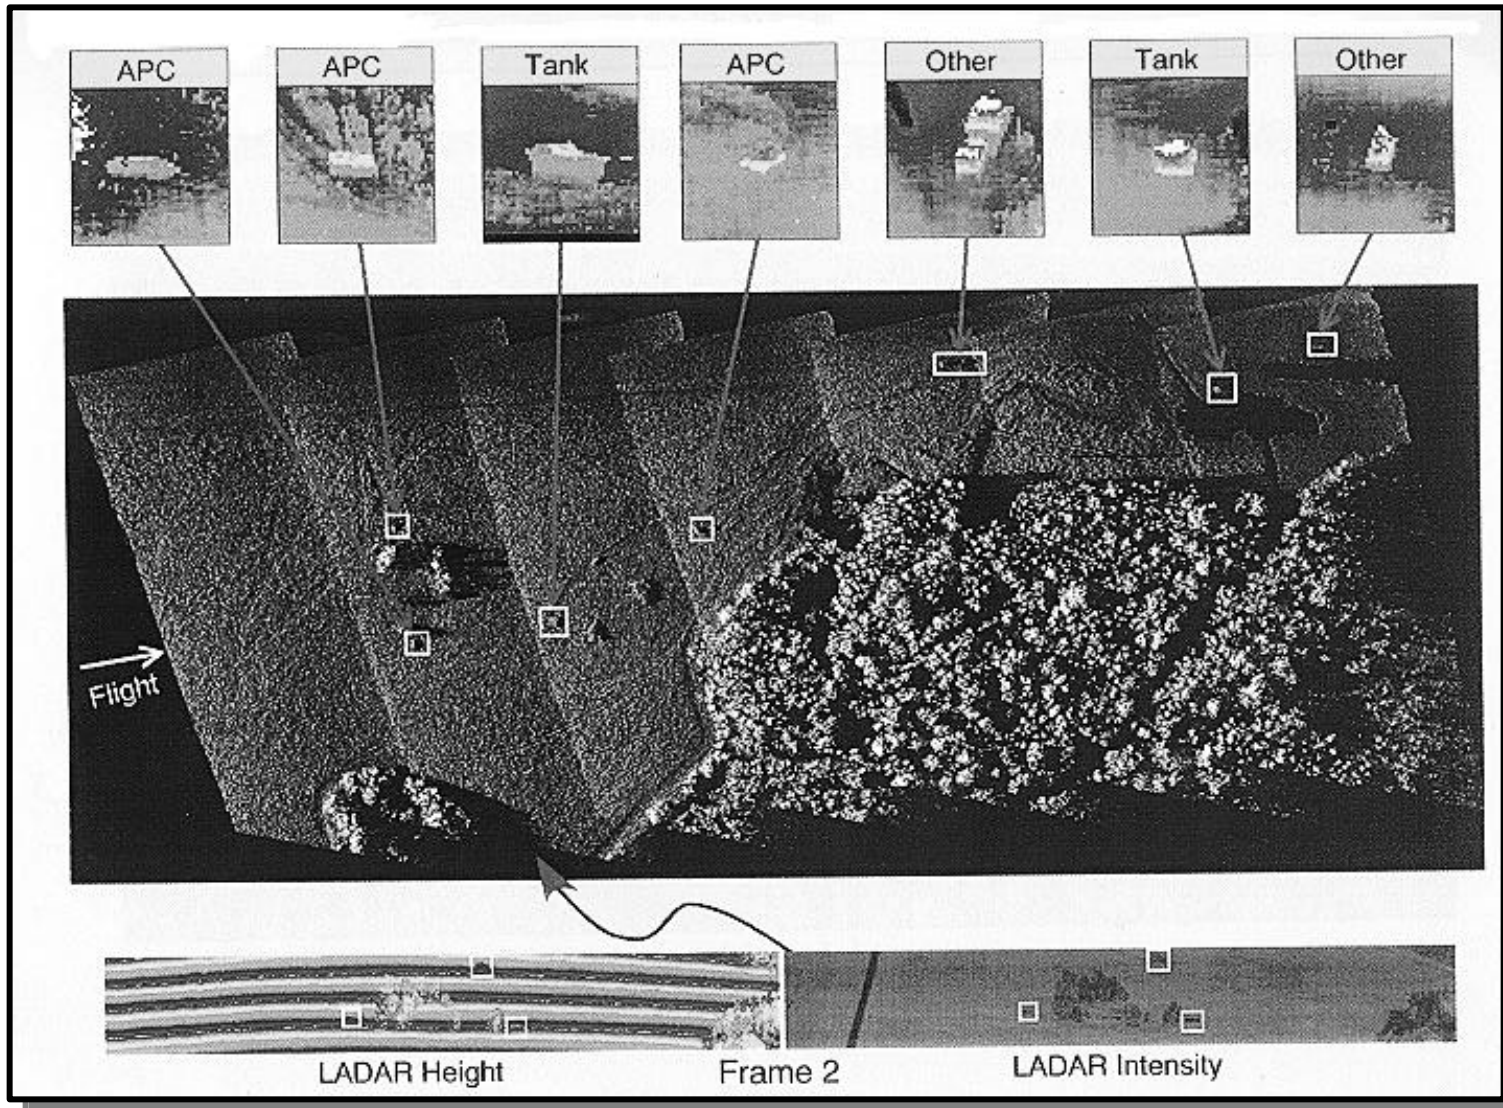 APC
APC
Tank
APC
Other
Tank
Other
Flight
LADAR Height
Frame 2
LADAR Intensity